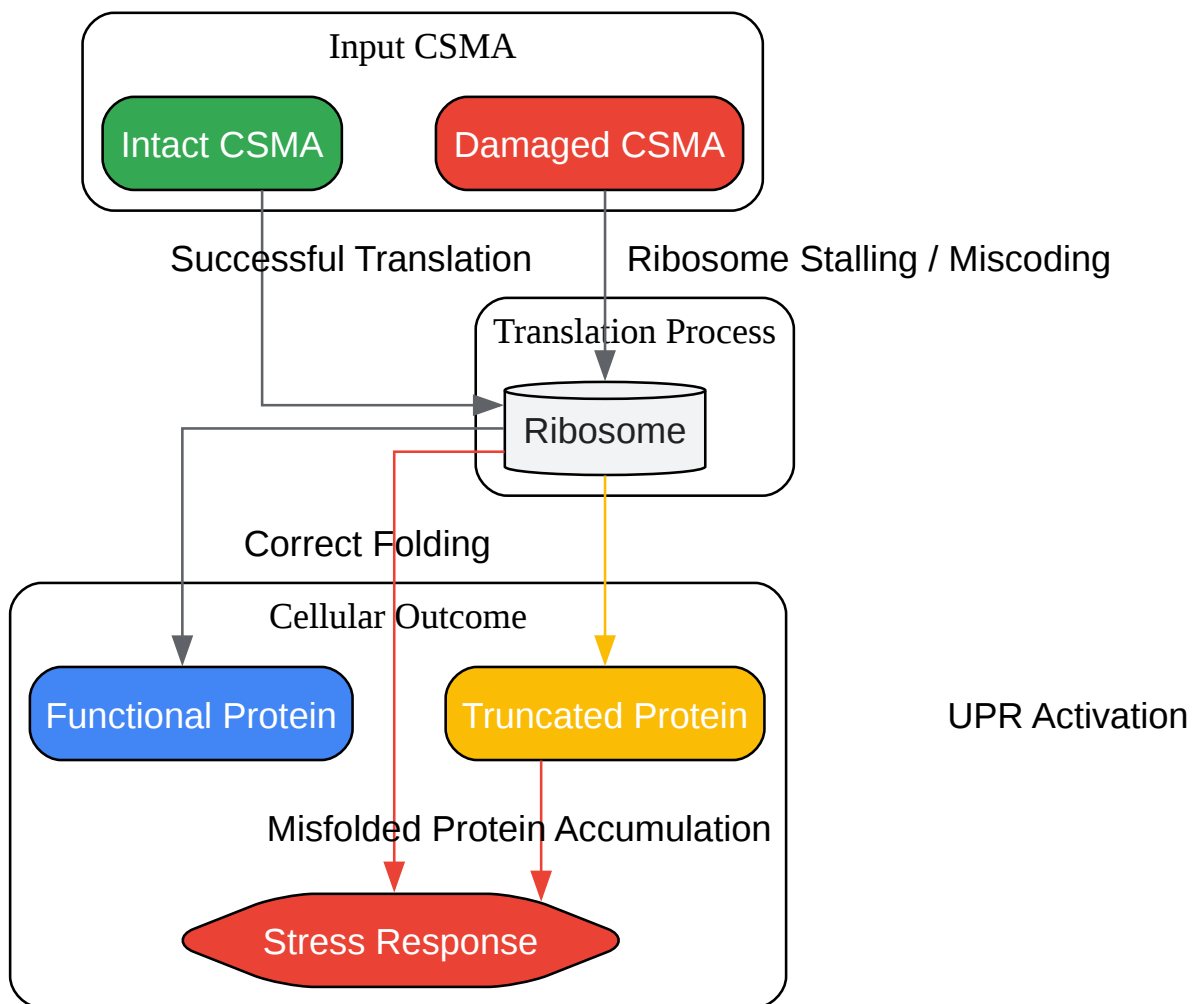 Input CSMA
Intact CSMA
Damaged CSMA
Successful Translation
Ribosome Stalling / Miscoding
Translation Process
Ribosome
Correct Folding
Cellular Outcome
Functional Protein
Truncated Protein
UPR Activation
Misfolded Protein Accumulation
Stress Response